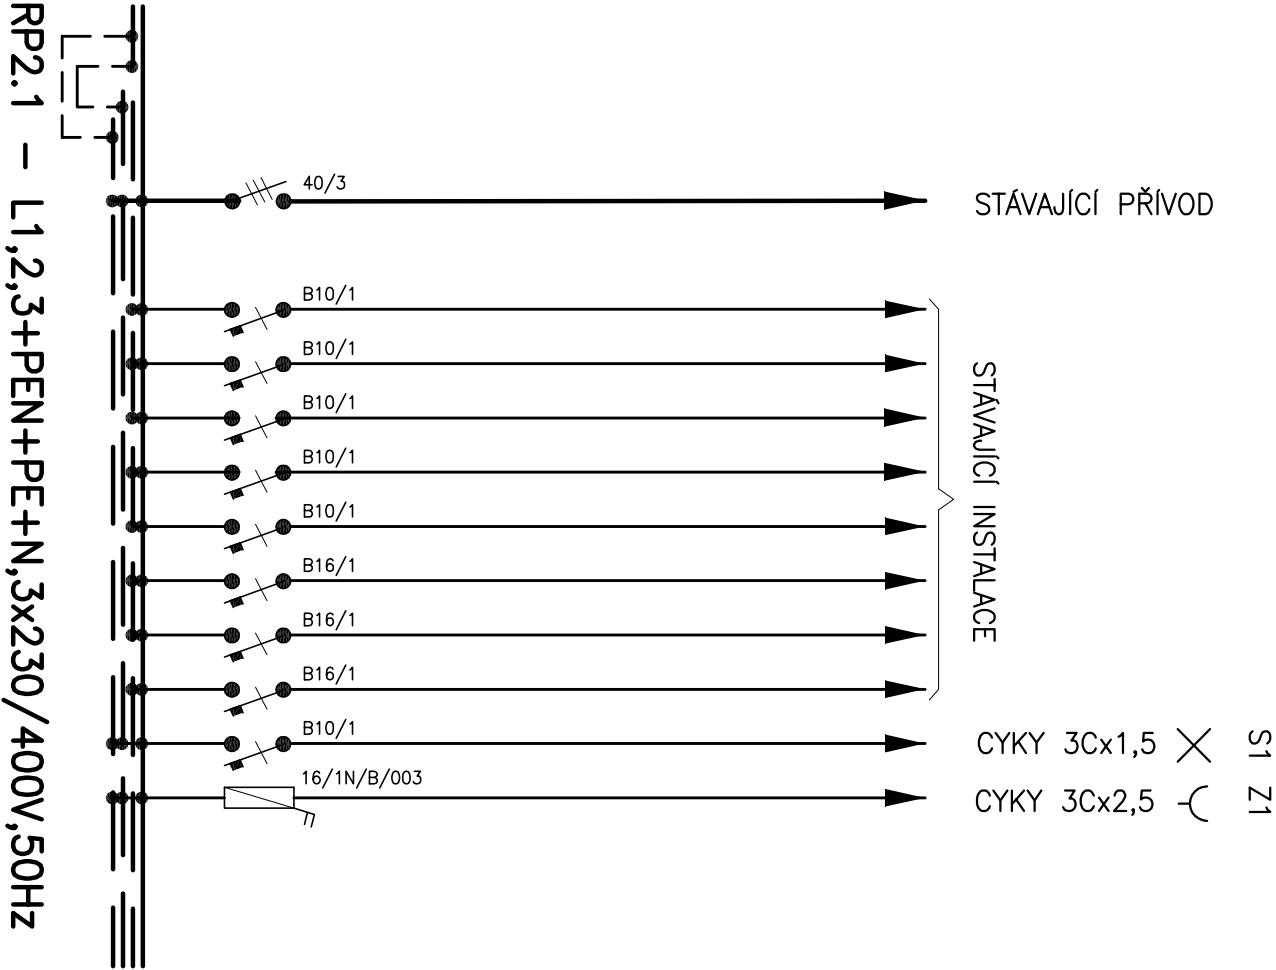 RP2.1 - L1,2,3+PEN+PE+N,3x230/400V,50Hz
40/3
STÁVAJÍCÍ PŘÍVOD
B10/1
B10/1
B10/1
B10/1
B10/1
B16/1
B16/1
B16/1
STÁVAJÍCÍ INSTALACE
B10/1
CYKY 3Cx1,5
S1
16/1N/B/003
CYKY 3Cx2,5
Z1